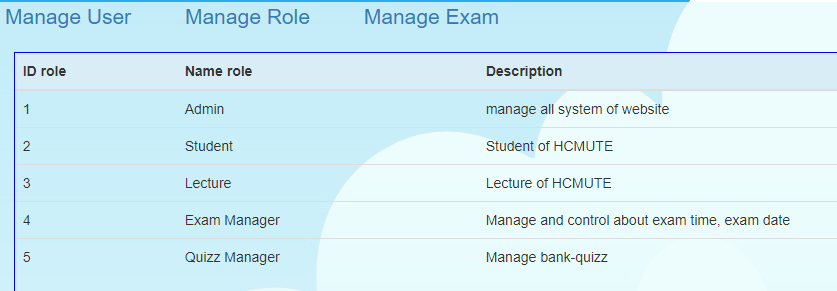 Manage User Manage Role Manage Exam
ID role Name role Description
1 Admin manage all system of website
2 Student Student of HCMUTE
3 Lecture Lecture of HCMUTE
4 Exam Manager Manage and control about exam time, exam date
5 Quizz Manager Manage bank-quizz